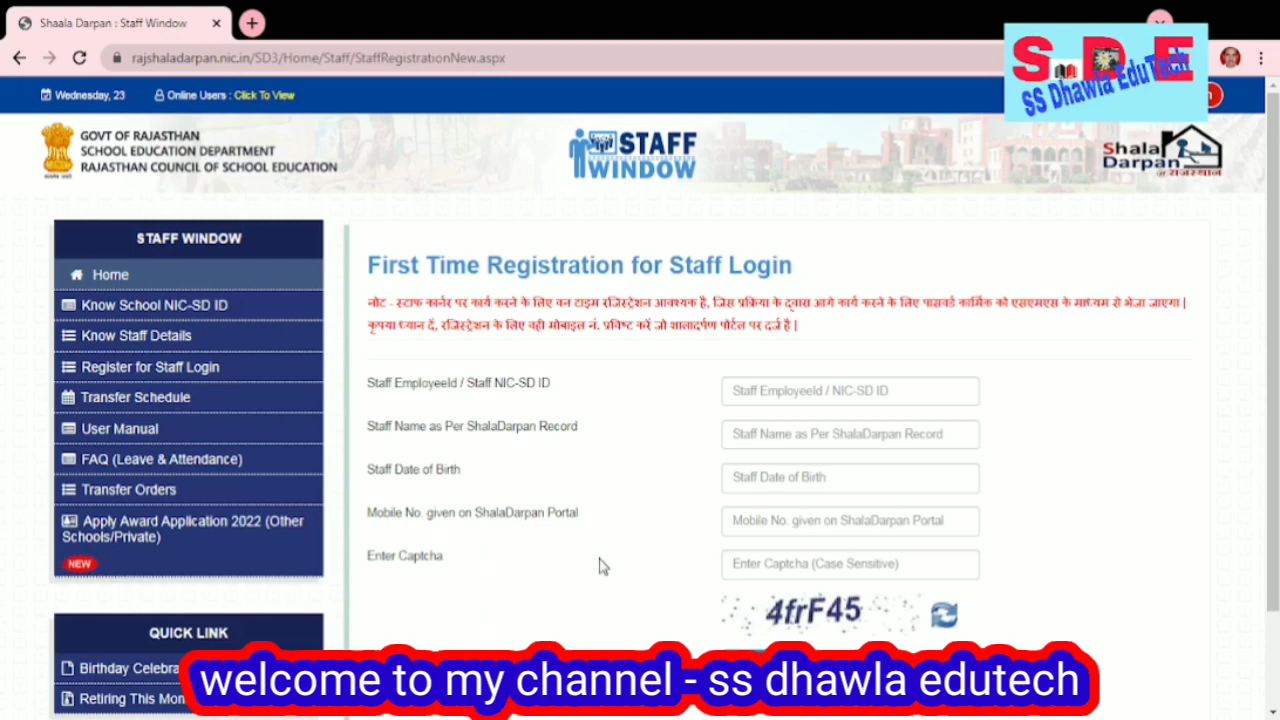 Shaala Darpan : Staff Window
rajshaladarpan.nic.in/SD3/Home/Staff/StaffRegistrationNew.aspx
S.D.E
SS Dhawla EduTech
Wednesday, 23
Online Users : Click To View
GOVT OF RAJASTHAN
SCHOOL EDUCATION DEPARTMENT
RAJASTHAN COUNCIL OF SCHOOL EDUCATION
STAFF
WINDOW
Shala
Darpan
राजस्थान
STAFF WINDOW
Home
Know School NIC-SD ID
Know Staff Details
Register for Staff Login
Transfer Schedule
User Manual
FAQ (Leave & Attendance)
Transfer Orders
Apply Award Application 2022 (Other
Schools/Private)
NEW
QUICK LINK
Birthday Celebra
Retiring This Mon
First Time Registration for Staff Login
नोट - स्टाफ कार्नर पर कार्य करने के लिए वन टाइम रजिस्ट्रेशन आवश्यक है, जिस प्रक्रिया के द्वारा आगे कार्य करने के लिए पासवर्ड कार्मिक को एसएमएस के माध्यम से भेजा जाएगा |
कृपया ध्यान दें, रजिस्ट्रेशन के लिए वही मोबाइल नं. प्रविष्ट करें जो शालादर्पण पोर्टल पर दर्ज है |
Staff EmployeeId / Staff NIC-SD ID
Staff EmployeeId / NIC-SD ID
Staff Name as Per ShalaDarpan Record
Staff Name as Per ShalaDarpan Record
Staff Date of Birth
Staff Date of Birth
Mobile No. given on ShalaDarpan Portal
Mobile No. given on ShalaDarpan Portal
Enter Captcha
Enter Captcha (Case Sensitive)
4frF45
welcome to my channel - ss dhawla edutech